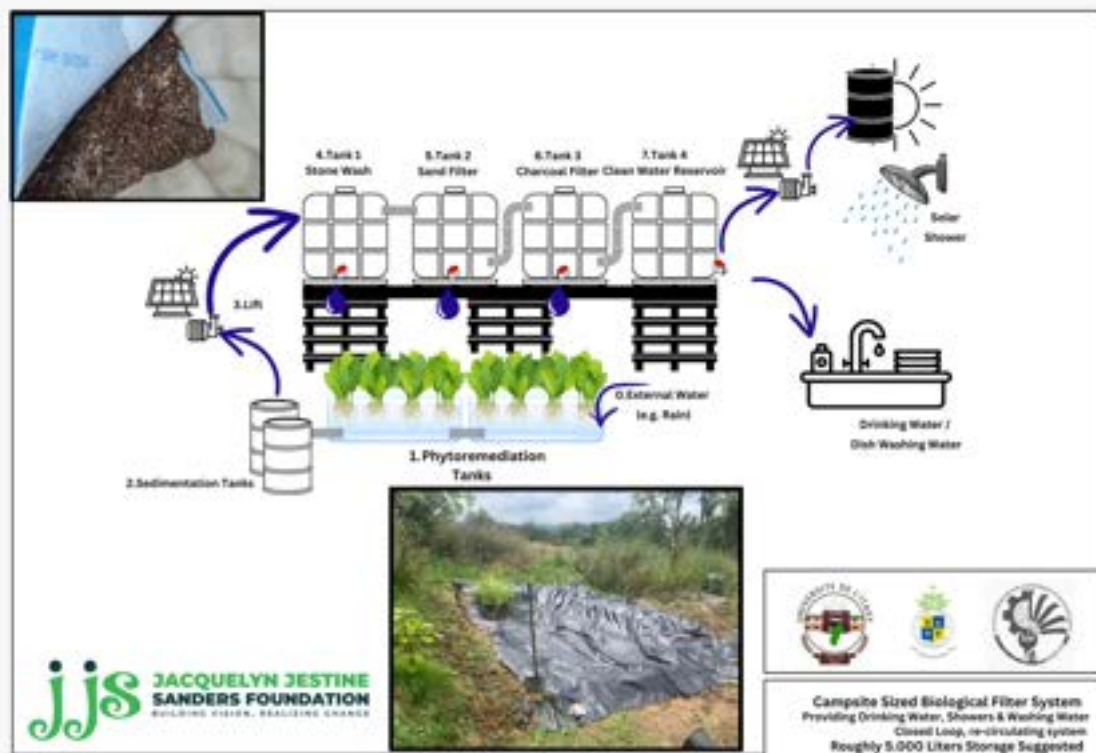 4.Tank 1
Stone Wash
5.Tank 2
Sand Filter
6.Tank 3
Charcoal Filter
7.Tank 4
Clean Water Reservoir
Solar
Shower
3.Lift
0.External Water
(e.g. Rain)
Drinking Water /
Dish Washing Water
1.Phytoremediation
Tanks
2.Sedimentation Tanks
jjs
JACQUELYN JESTINE
SANDERS FOUNDATION
BUILDING VISION, REALIZING CHANGE
Campsite Sized Biological Filter System
Providing Drinking Water, Showers & Washing Water
Closed Loop, re-circulating system
Roughly 5.000 Liters Storage Suggested